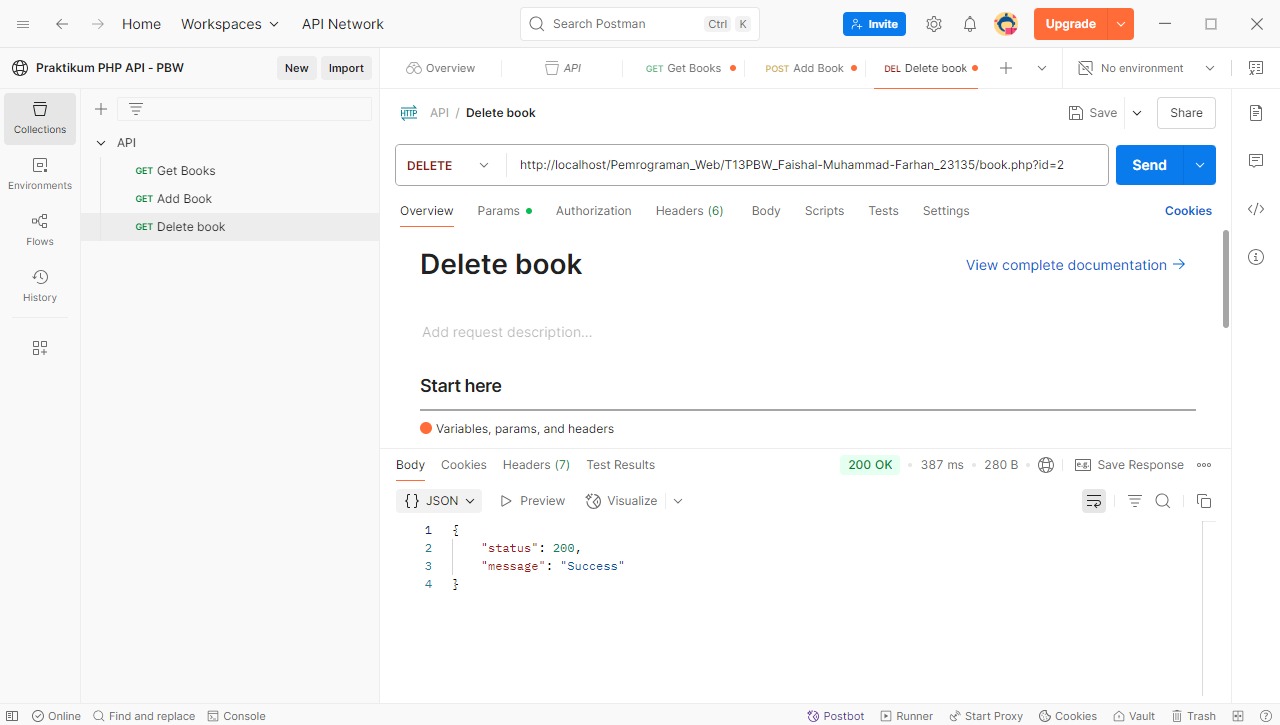 Home Workspaces API Network Search Postman Ctrl K Invite Upgrade
Praktikum PHP API - PBW New Import Overview API GET Get Books POST Add Book DEL Delete book No environment
Collections
Environments
Flows
History
API
GET Get Books
GET Add Book
GET Delete book
HTTP API / Delete book Save Share
DELETE http://localhost/Pemrograman_Web/T13PBW_Faishal-Muhammad-Farhan_23135/book.php?id=2 Send
Overview Params Authorization Headers (6) Body Scripts Tests Settings Cookies
Delete book View complete documentation →
Add request description...
Start here
Variables, params, and headers
Body Cookies Headers (7) Test Results 200 OK 387 ms 280 B e.g. Save Response
{} JSON Preview Visualize
1 {
2 "status": 200,
3 "message": "Success"
4 }
Online Find and replace Console Postbot Runner Start Proxy Cookies Vault Trash